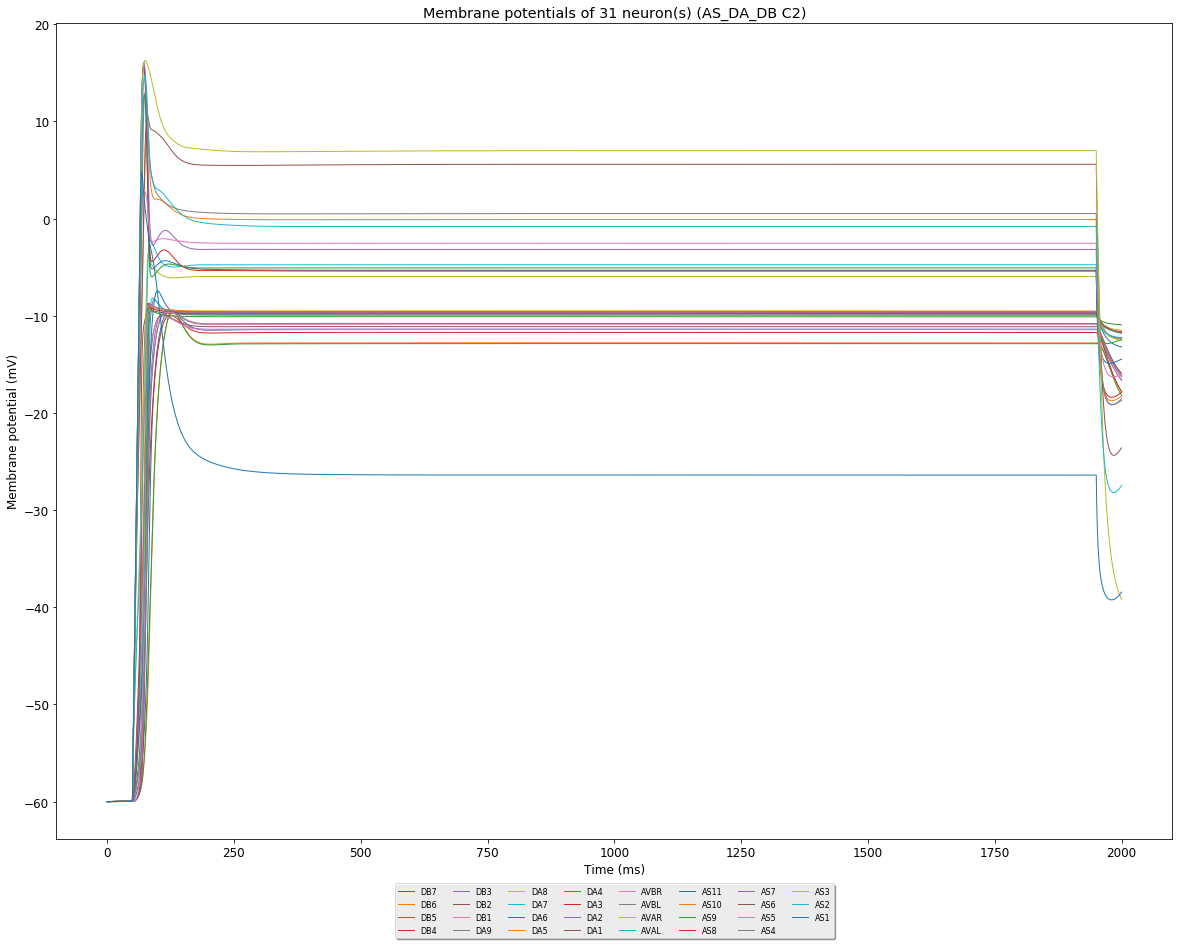 Membrane potentials of 31 neuron(s) (AS_DA_DB C2)
20
10
0
−10
−20
−30
−40
−50
−60
Membrane potential (mV)
0 250 500 750 1000 1250 1500 1750 2000
Time (ms)
DB7 DB3 DA8 DA4 AVBR AS11 AS7 AS3
DB6 DB2 DA7 DA3 AVBL AS10 AS6 AS2
DB5 DB1 DA6 DA2 AVAR AS9 AS5 AS1
DB4 DA9 DA5 DA1 AVAL AS8 AS4